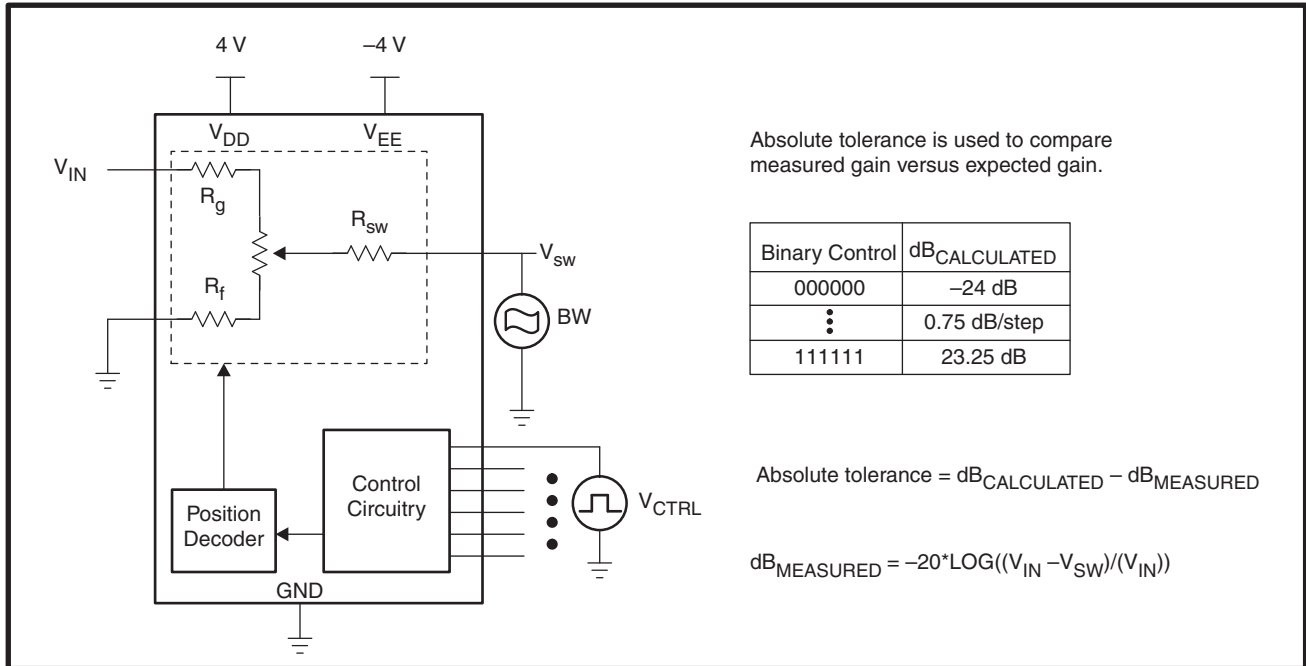 4 V
–4 V
V_DD
V_EE
V_IN
R_g
R_sw
V_sw
R_f
BW
Control
Circuitry
Position
Decoder
V_CTRL
GND
Absolute tolerance is used to compare
measured gain versus expected gain.
Binary Control dB_CALCULATED
000000 –24 dB
0.75 dB/step
111111 23.25 dB
Absolute tolerance = dB_CALCULATED – dB_MEASURED
dB_MEASURED = –20*LOG((V_IN –V_SW)/(V_IN))